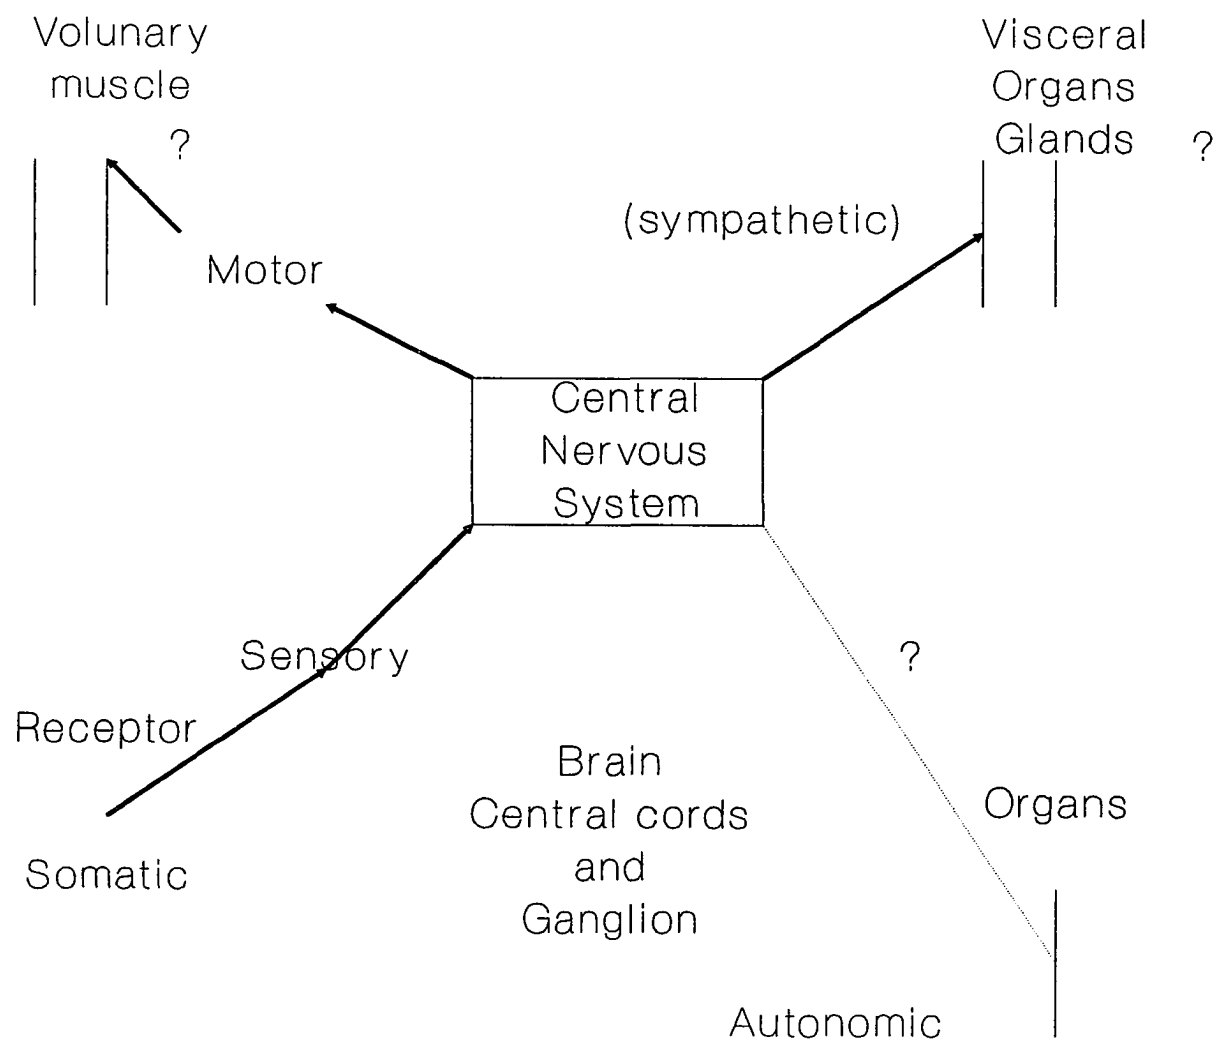 Volunary
muscle
?
Visceral
Organs
Glands ?
(sympathetic)
Motor
Central
Nervous
System
Sensory
?
Receptor
Brain
Central cords
and
Ganglion
Organs
Somatic
Autonomic